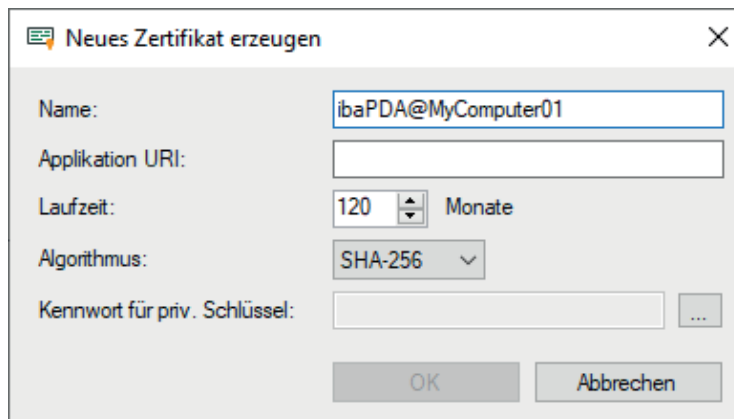 Neues Zertifikat erzeugen
Name: ibaPDA@MyComputer01
Applikation URI:
Laufzeit: 120 Monate
Algorithmus: SHA-256
Kennwort für priv. Schlüssel: ...
OK Abbrechen